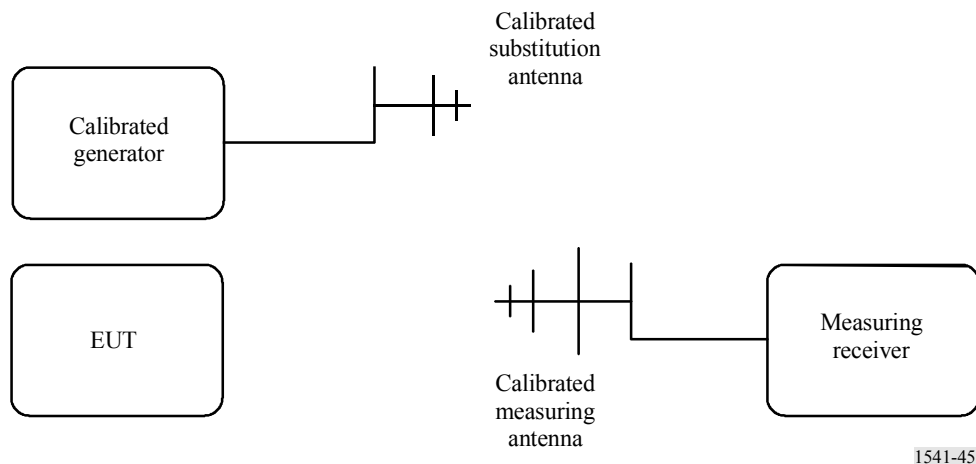 Calibrated
substitution
antenna
Calibrated
generator
EUT
Measuring
receiver
Calibrated
measuring
antenna
1541-45